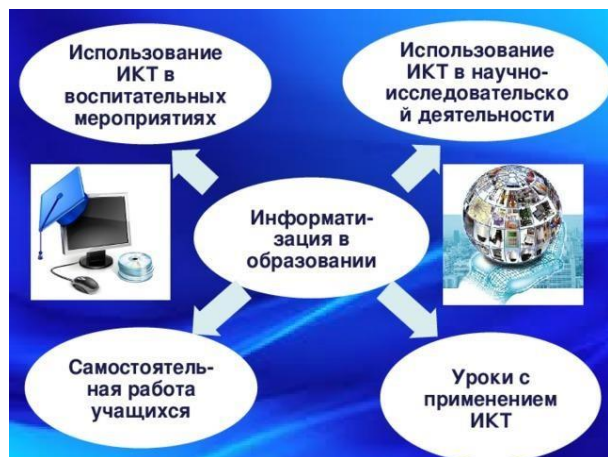 Использование
ИКТ в
воспитательных
мероприятиях
Использование
ИКТ в научно-
исследовательско
й деятельности
Информати-
зация в
образовании
Самостоятель-
ная работа
учащихся
Уроки с
применением
ИКТ